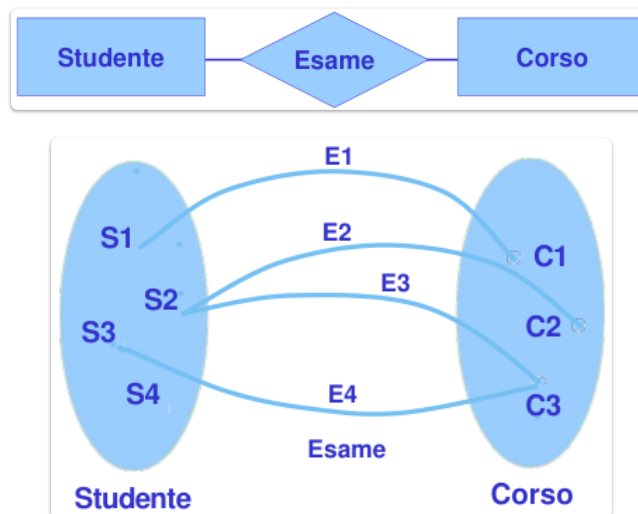 Studente Esame Corso
E1
S1
E2
C1
S2
E3
S3
C2
S4
E4
C3
Esame
Studente
Corso